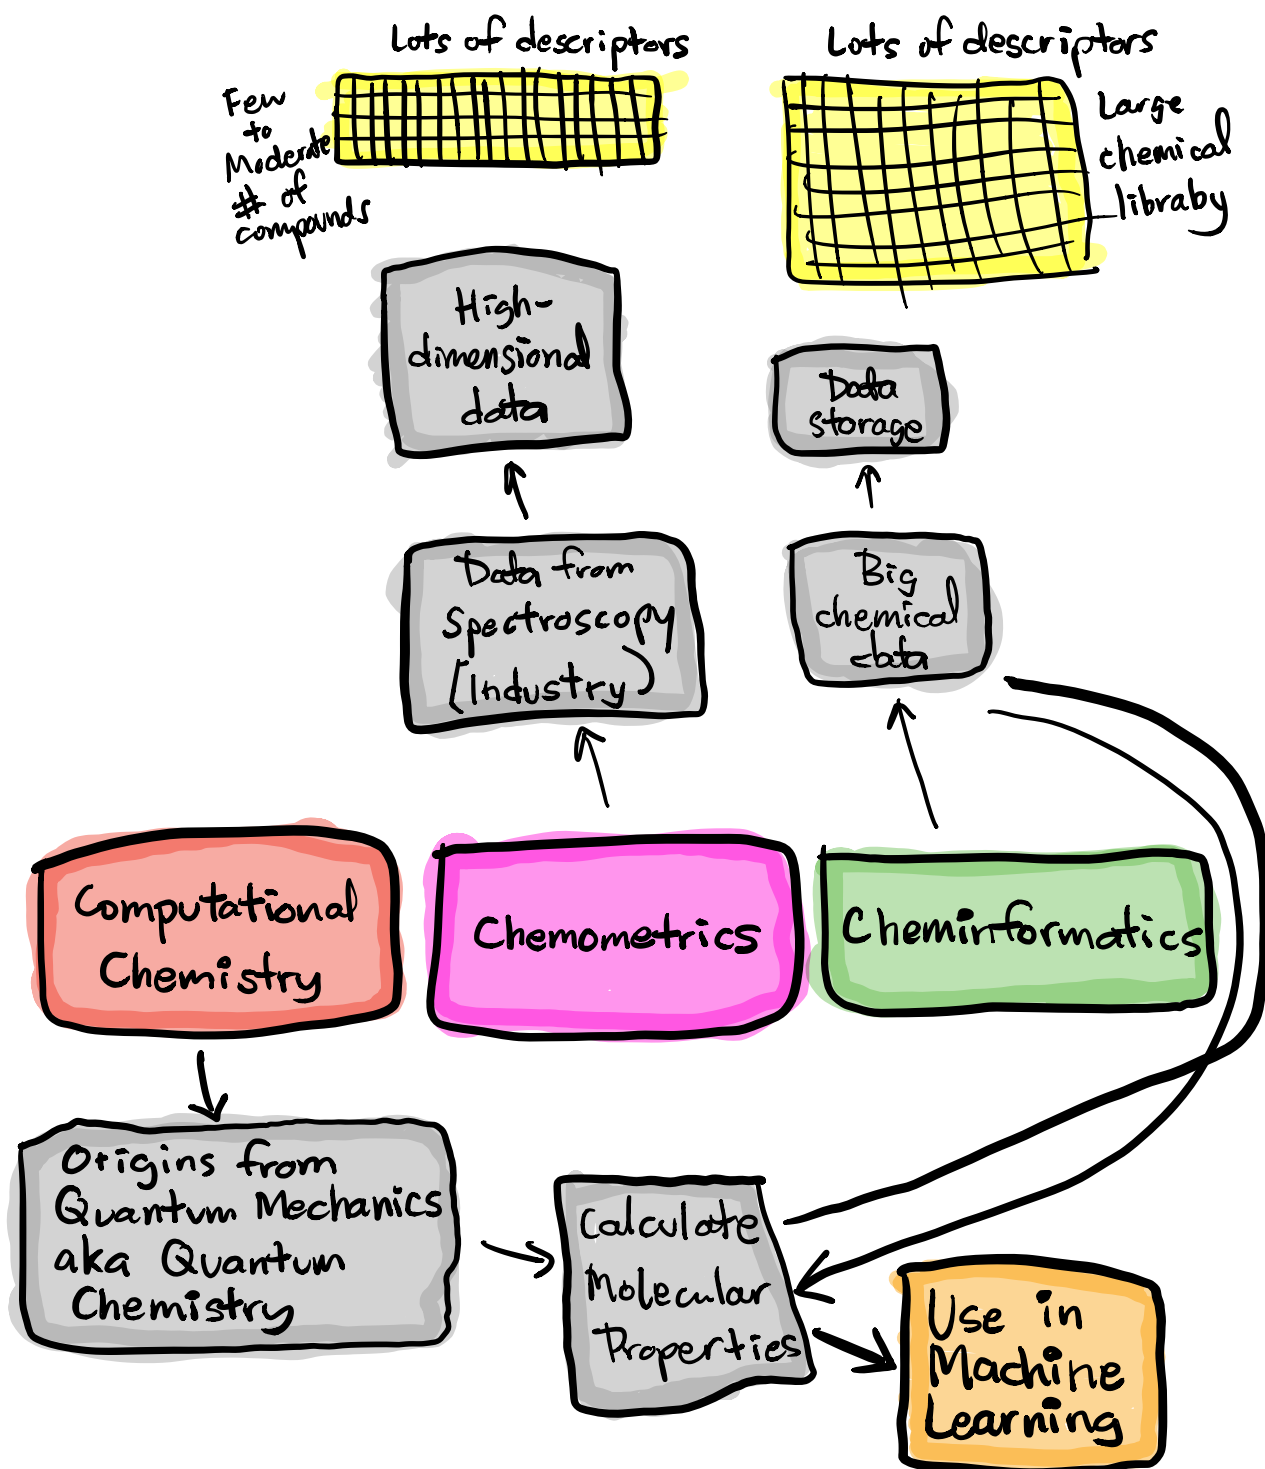 Lots of descriptors
Few
to
Moderate
# of
compounds
Lots of descriptors
Large
chemical
libraby
High-
dimensional
data
Data
storage
Data from
Spectroscopy
(Industry)
Big
chemical
data
Computational
Chemistry
Chemometrics
Cheminformatics
Origins from
Quantum Mechanics
aka Quantum
Chemistry
Calculate
Molecular
Properties
Use in
Machine
Learning